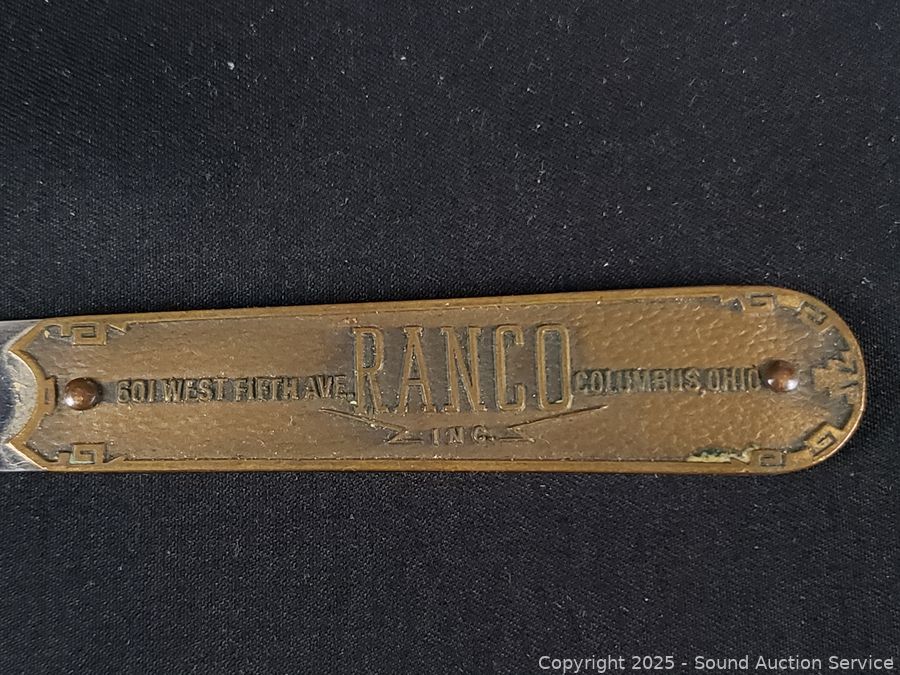 601 WEST FIFTH AVE. RANCO COLUMBUS, OHIO
INC.
Copyright © 2025 - Sound Auction Service